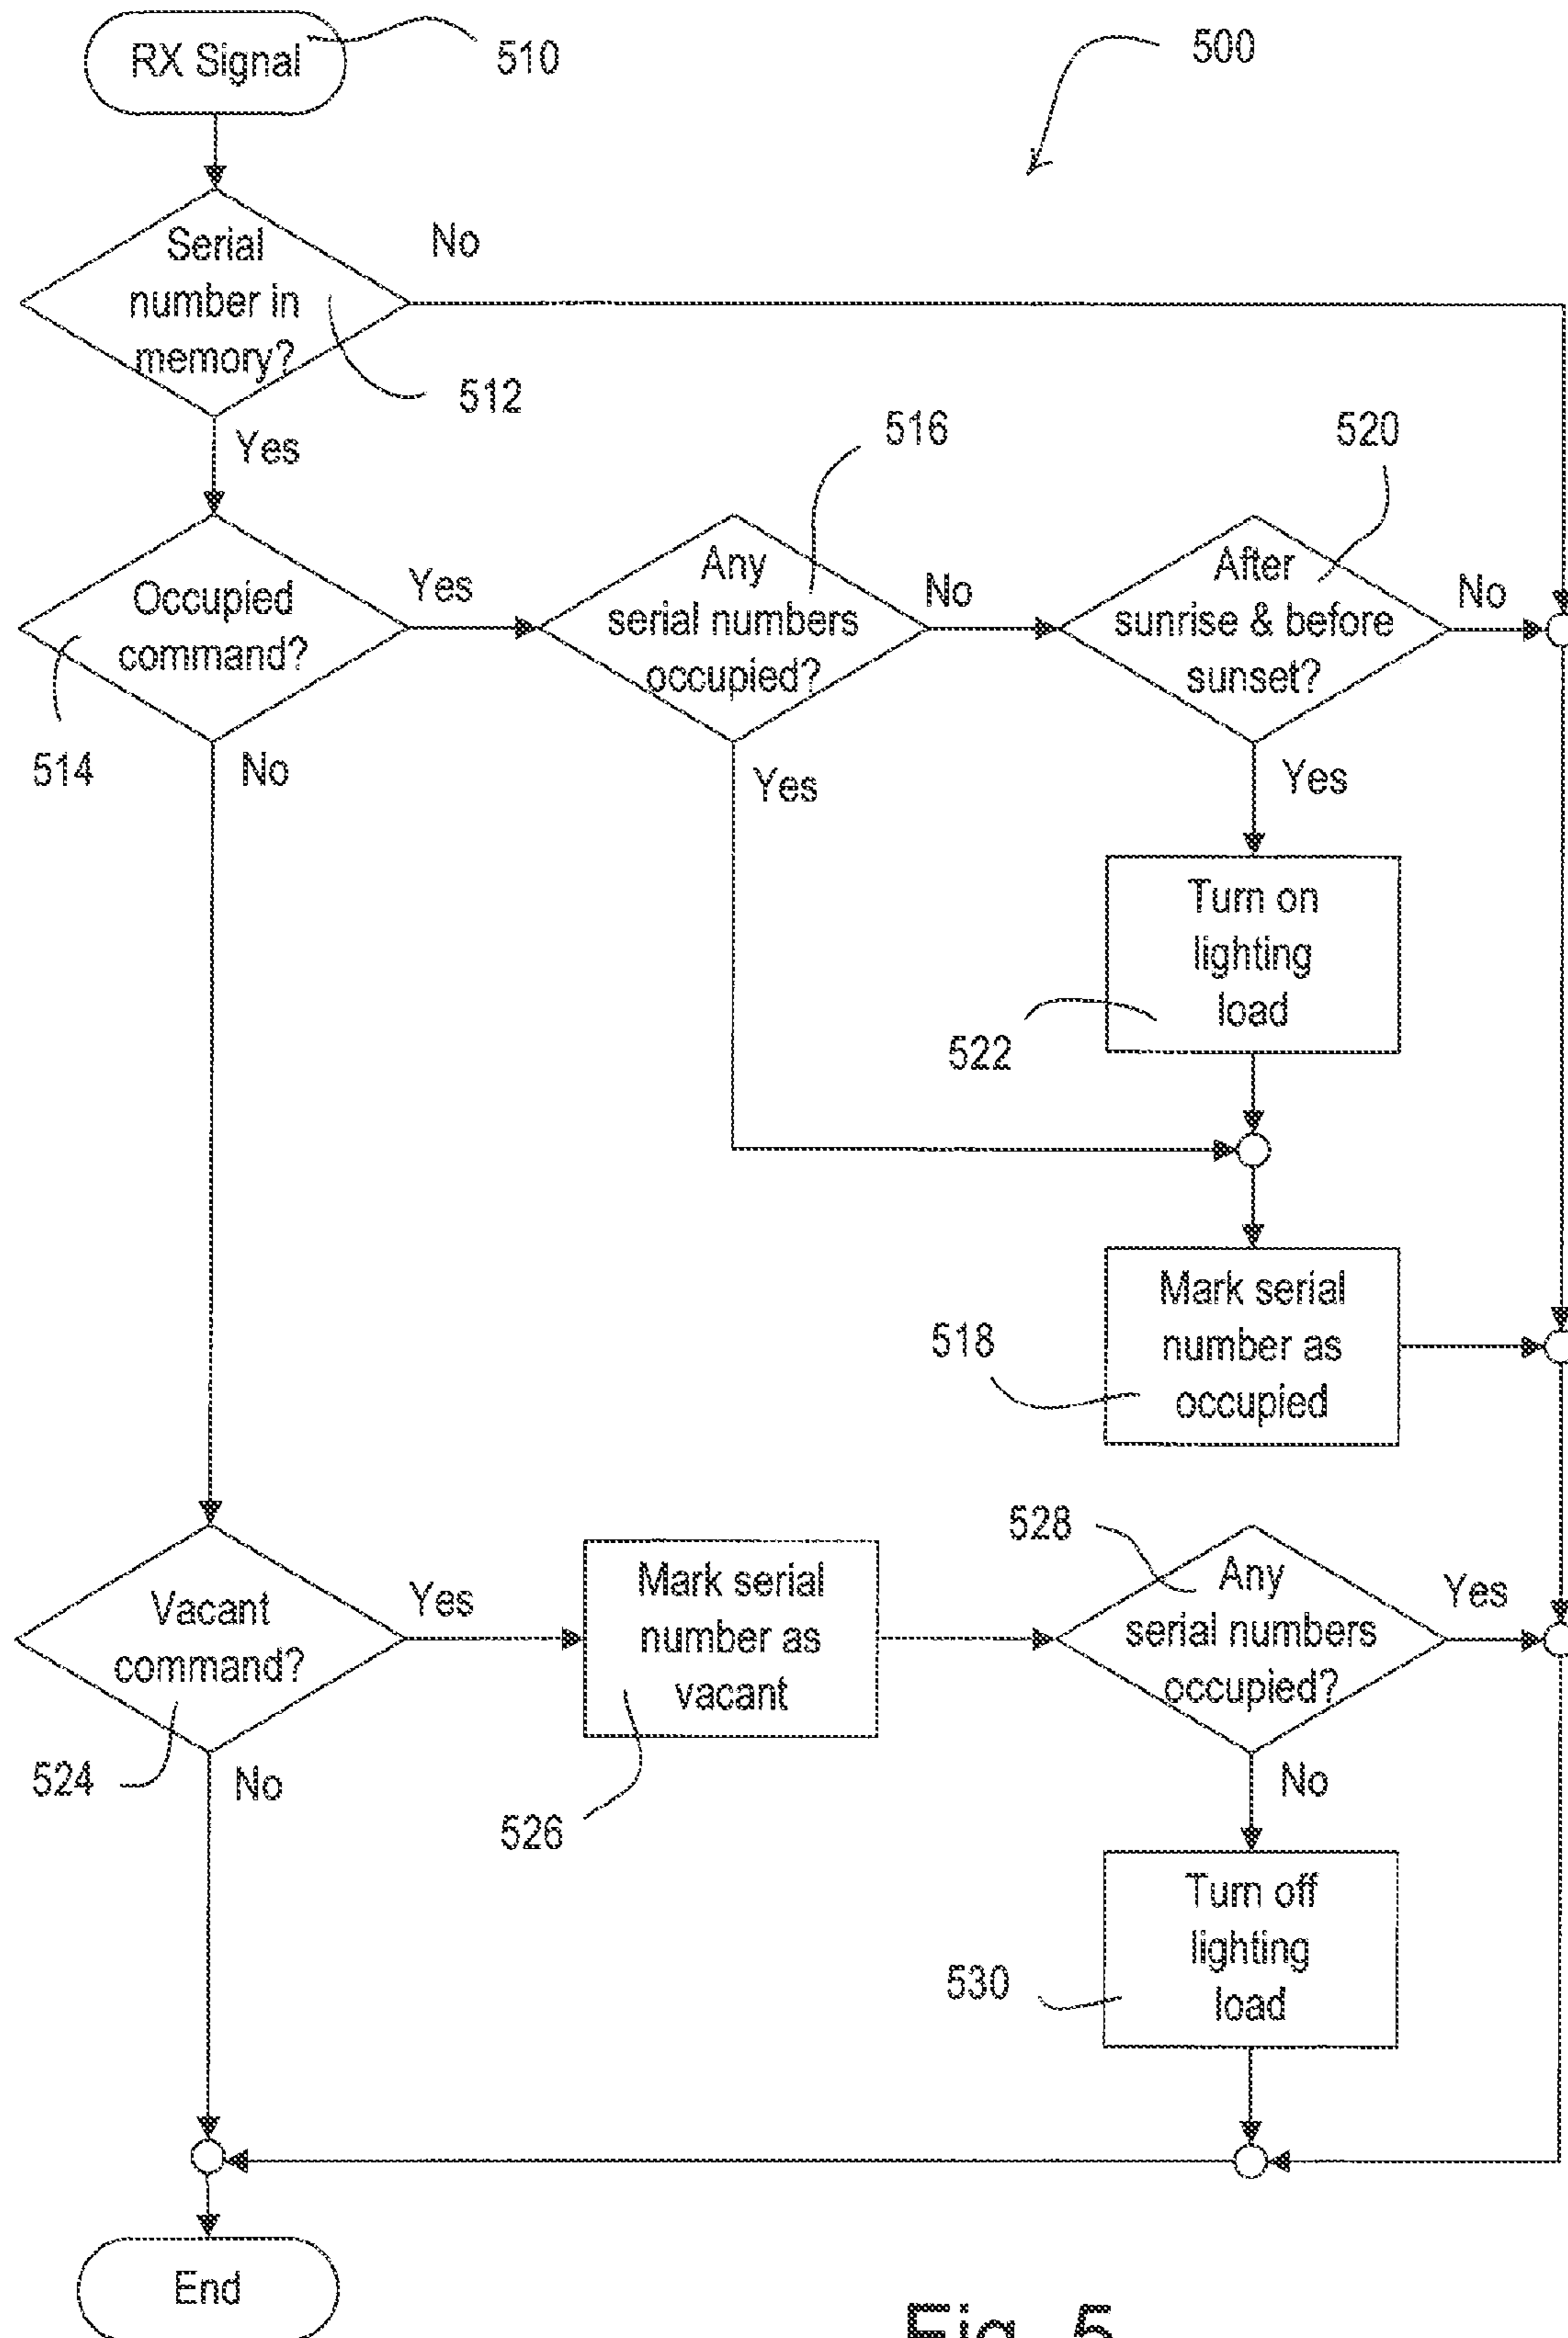 RX Signal
510
500
Serial
number in
memory?
No
512
Yes
516
520
Occupied
command?
Yes
Any
serial numbers
occupied?
No
After
sunrise & before
sunset?
No
514
No
Yes
Yes
Turn on
lighting
load
522
Mark serial
number as
occupied
518
528
Vacant
command?
Yes
Mark serial
number as
vacant
Any
serial numbers
occupied?
Yes
524
No
526
No
Turn off
lighting
load
530
End
Fig. 5